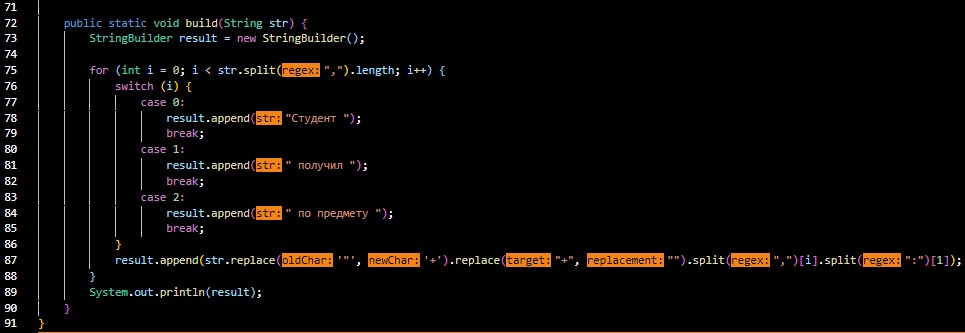 71
72 public static void build(String str) {
73 StringBuilder result = new StringBuilder();
74
75 for (int i = 0; i < str.split(regex: ",").length; i++) {
76 switch (i) {
77 case 0:
78 result.append(str: "Студент ");
79 break;
80 case 1:
81 result.append(str: " получил ");
82 break;
83 case 2:
84 result.append(str: " по предмету ");
85 break;
86 }
87 result.append(str.replace(oldChar: '"', newChar: '+').replace(target: "+", replacement: "").split(regex: ",")[i].split(regex: ":")[1]);
88 }
89 System.out.println(result);
90 }
91 }